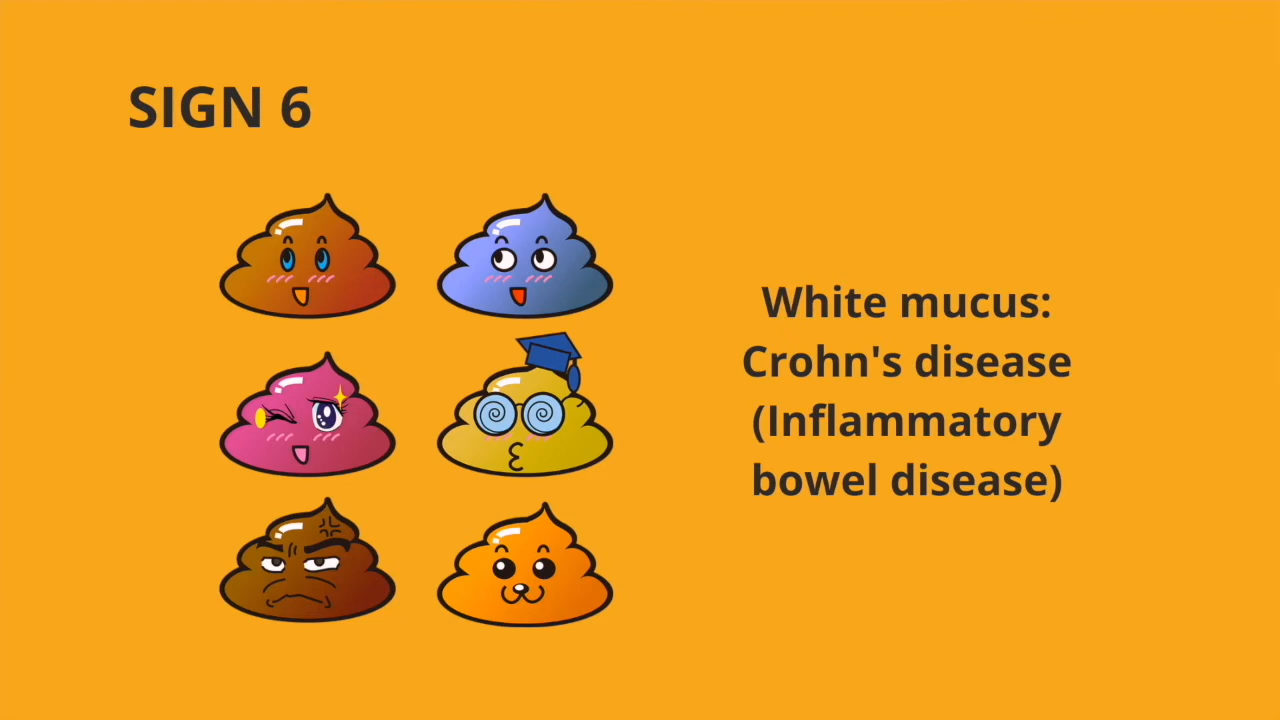 SIGN 6
White mucus:
Crohn's disease
(Inflammatory
bowel disease)